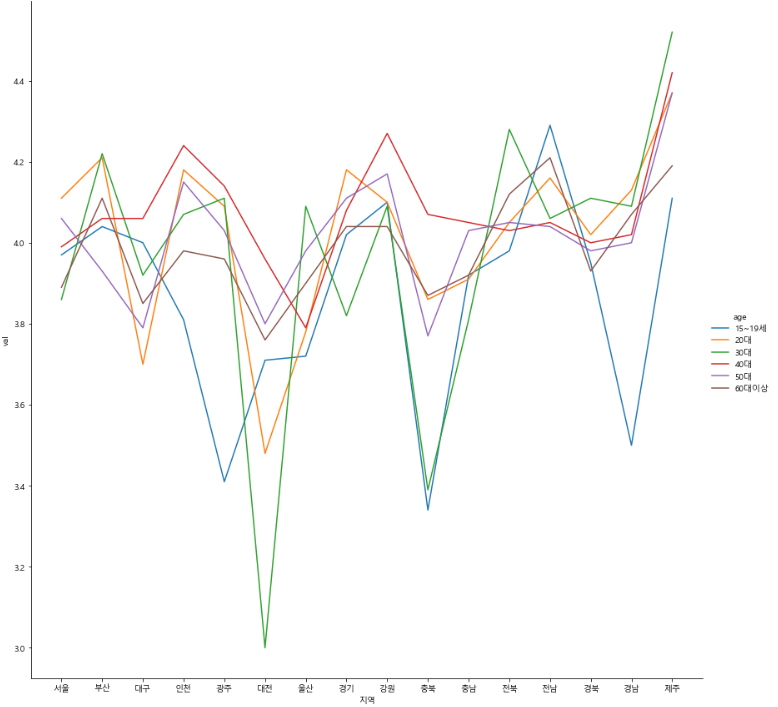 4.4
4.2
4.0
3.8
3.6
3.4
3.2
3.0
val
서울 부산 대구 인천 광주 대전 울산 경기 강원 충북 충남 전북 전남 경북 경남 제주
지역
age
15~19세
20대
30대
40대
50대
60대이상